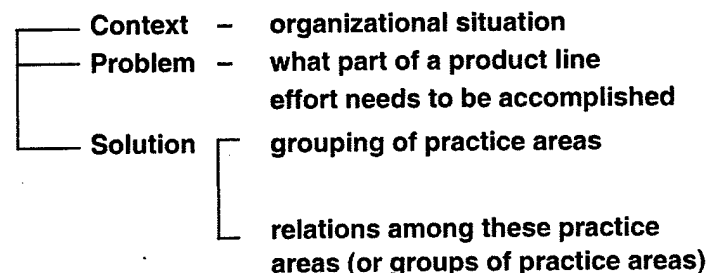 Context – organizational situation
Problem – what part of a product line
effort needs to be accomplished
Solution grouping of practice areas
relations among these practice
areas (or groups of practice areas)